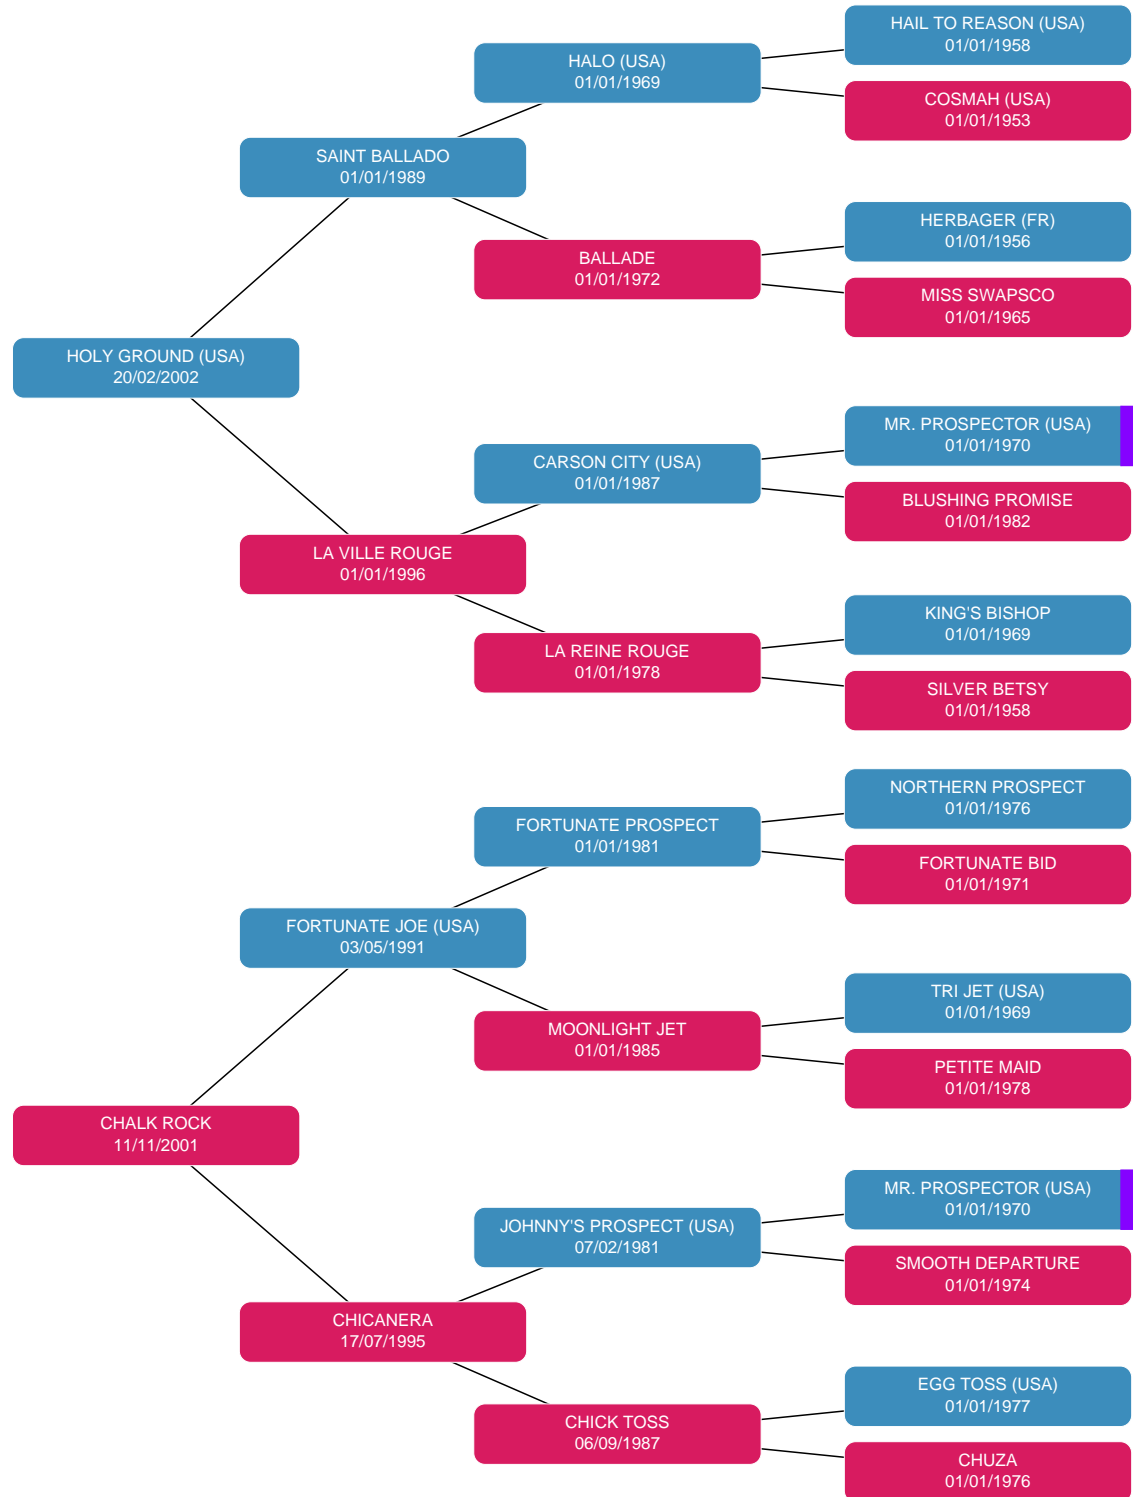 HAIL TO REASON (USA)
01/01/1958
HALO (USA)
01/01/1969
COSMAH (USA)
01/01/1953
SAINT BALLADO
01/01/1989
HERBAGER (FR)
01/01/1956
BALLADE
01/01/1972
MISS SWAPSCO
01/01/1965
HOLY GROUND (USA)
20/02/2002
MR. PROSPECTOR (USA)
01/01/1970
CARSON CITY (USA)
01/01/1987
BLUSHING PROMISE
01/01/1982
LA VILLE ROUGE
01/01/1996
KING'S BISHOP
01/01/1969
LA REINE ROUGE
01/01/1978
SILVER BETSY
01/01/1958
NORTHERN PROSPECT
01/01/1976
FORTUNATE PROSPECT
01/01/1981
FORTUNATE BID
01/01/1971
FORTUNATE JOE (USA)
03/05/1991
TRI JET (USA)
01/01/1969
MOONLIGHT JET
01/01/1985
PETITE MAID
01/01/1978
CHALK ROCK
11/11/2001
MR. PROSPECTOR (USA)
01/01/1970
JOHNNY'S PROSPECT (USA)
07/02/1981
SMOOTH DEPARTURE
01/01/1974
CHICANERA
17/07/1995
EGG TOSS (USA)
01/01/1977
CHICK TOSS
06/09/1987
CHUZA
01/01/1976